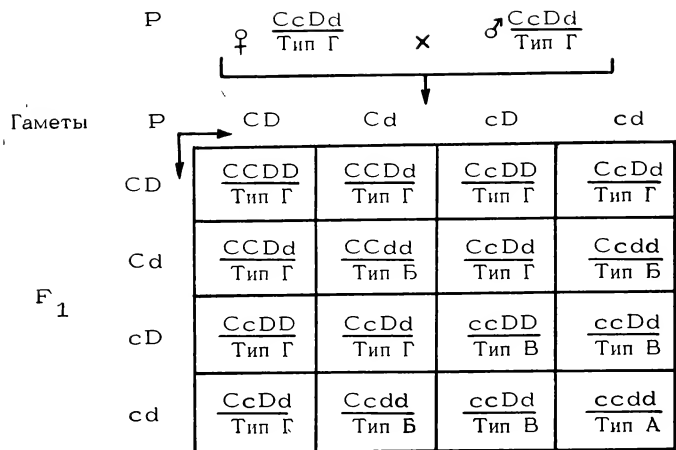 P ♀ CcDd × ♂ CcDd
Тип Г Тип Г
Гаметы P CD Cd cD cd
CD CCDD CCDd CcDD CcDd
Тип Г Тип Г Тип Г Тип Г
Cd CCDd CCdd CcDd Ccdd
Тип Г Тип Б Тип Г Тип Б
F1
cD CcDD CcDd ccDD ccDd
Тип Г Тип Г Тип В Тип В
cd CcDd Ccdd ccDd ccdd
Тип Г Тип Б Тип В Тип А